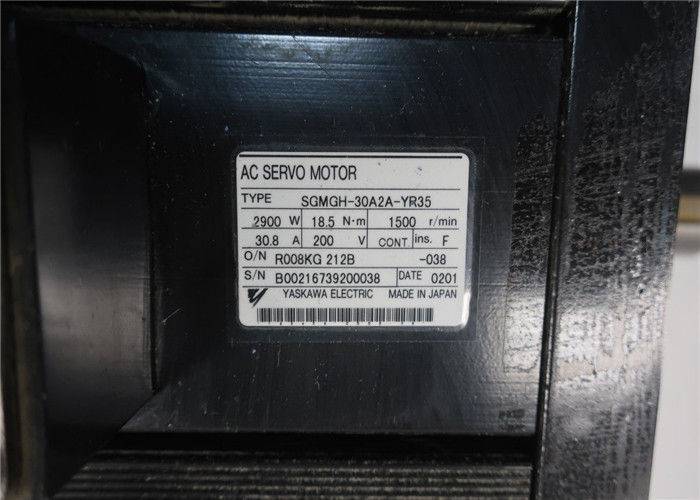 AC SERVO MOTOR
TYPE SGMGH-30A2A-YR35
2900 W 18.5 N·m 1500 r/min
30.8 A 200 V CONT. ins. F
O/N R008KG 212B -038
S/N B00216739200038 DATE 0201
YASKAWA ELECTRIC MADE IN JAPAN